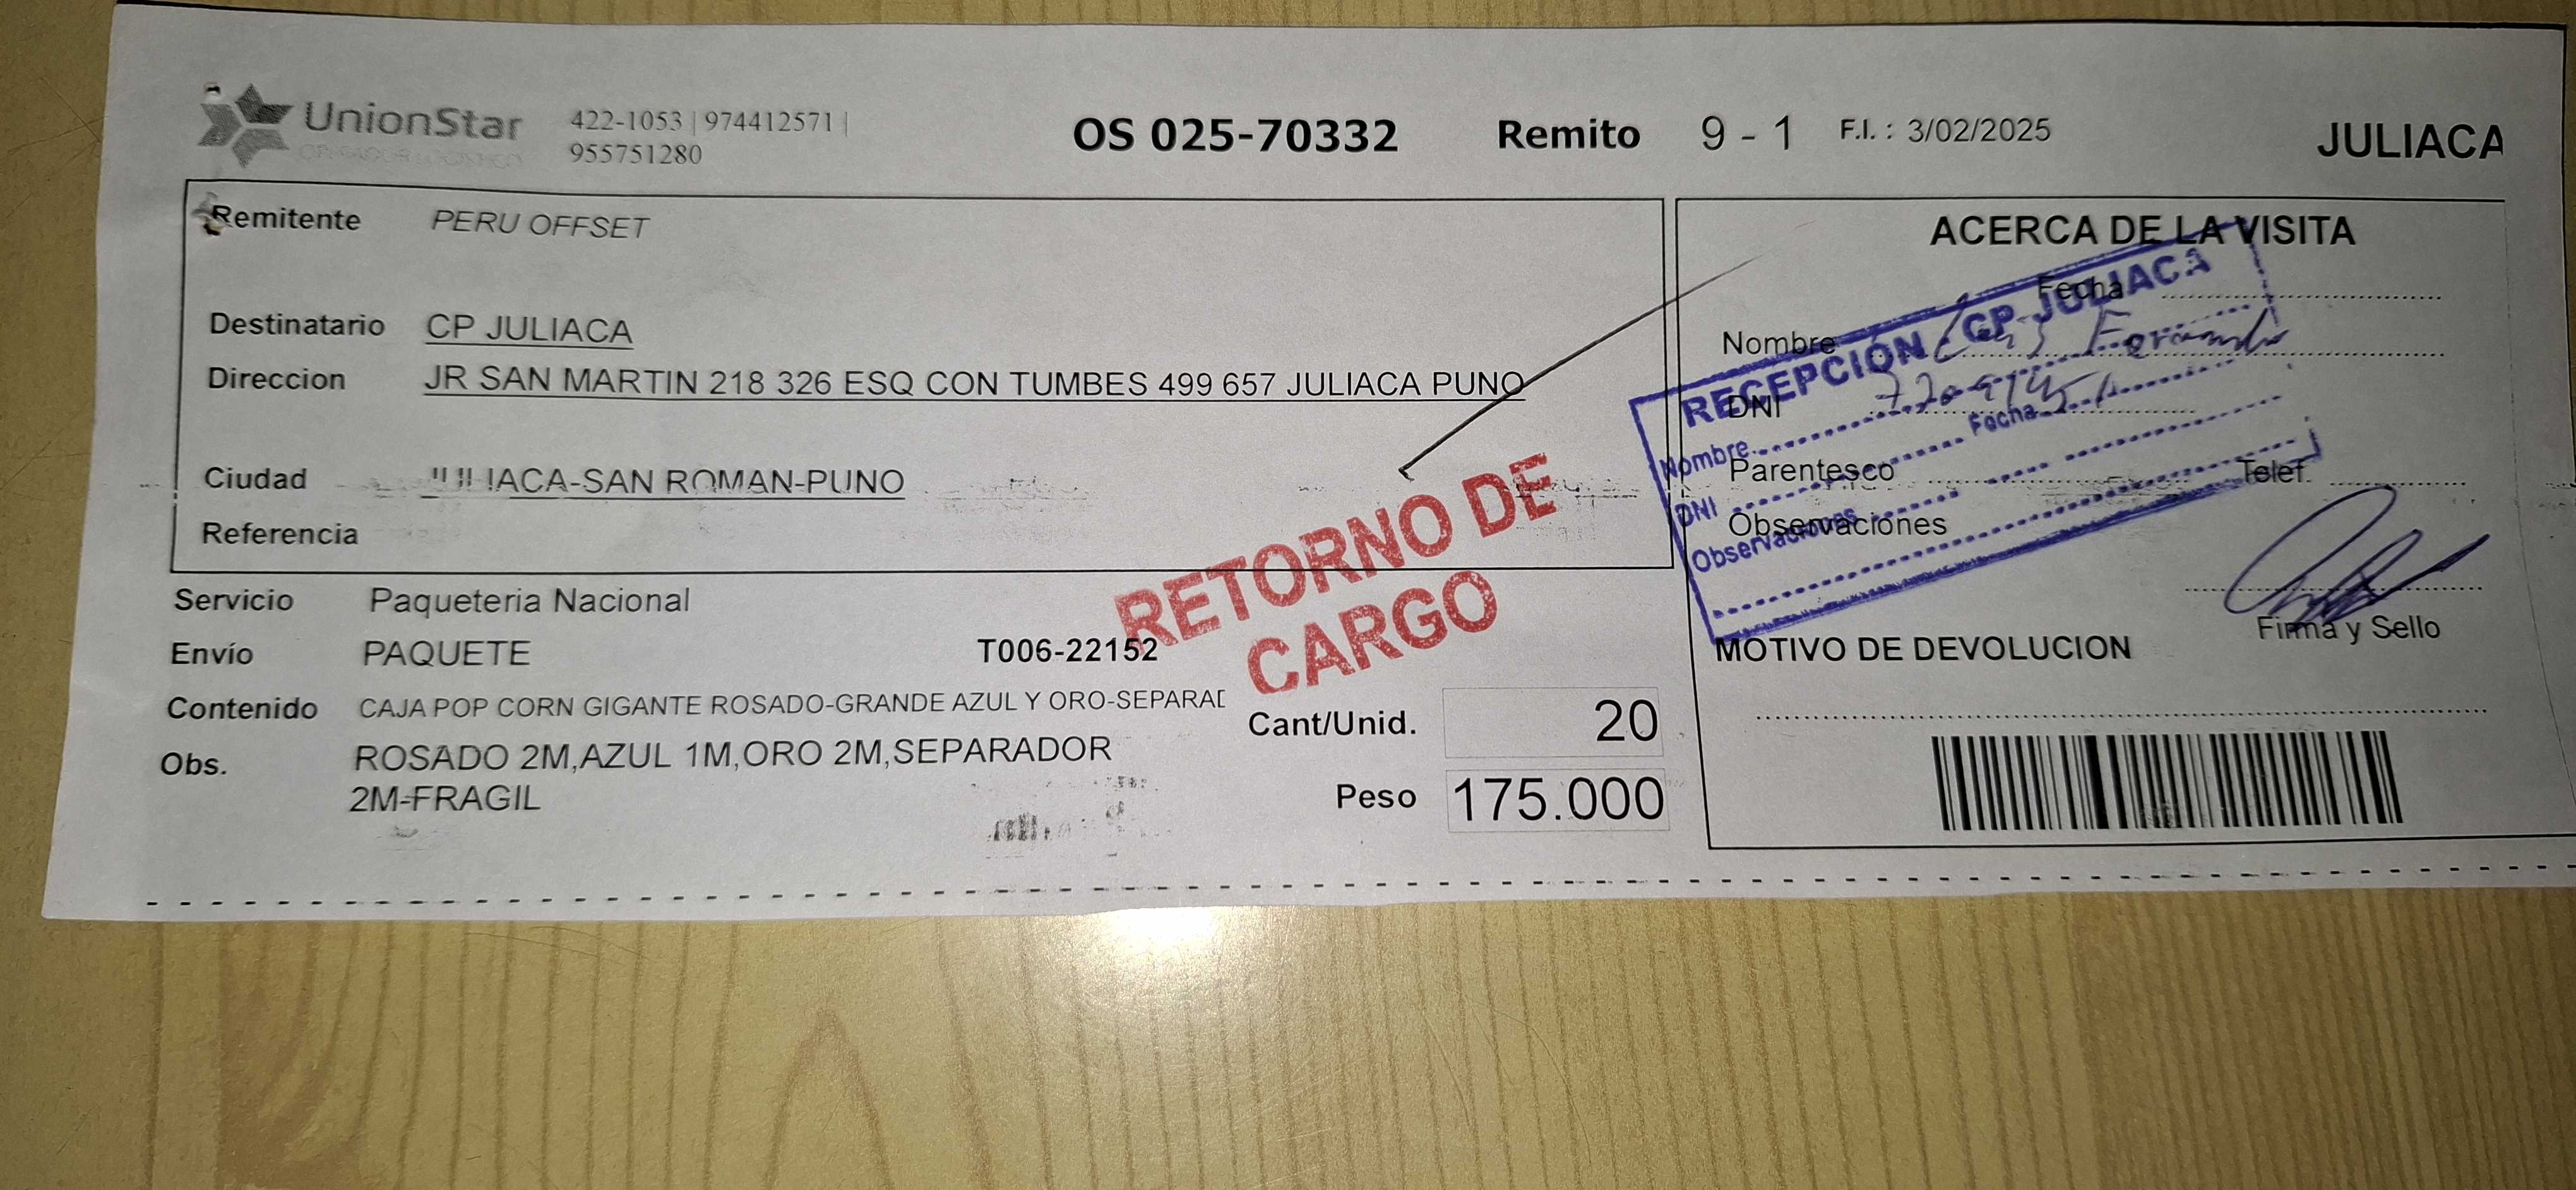 UnionStar
OPERADOR LOGISTICO
422-1053 | 974412571 |
955751280
OS 025-70332 Remito 9 - 1 F.I. : 3/02/2025 JULIACA
Remitente PERU OFFSET
Destinatario CP JULIACA
Direccion JR SAN MARTIN 218 326 ESQ CON TUMBES 499 657 JULIACA PUNO
Ciudad JULIACA-SAN ROMAN-PUNO
Referencia
Servicio Paqueteria Nacional
Envío PAQUETE T006-22152
Contenido CAJA POP CORN GIGANTE ROSADO-GRANDE AZUL Y ORO-SEPARAD
Obs. ROSADO 2M,AZUL 1M,ORO 2M,SEPARADOR
2M-FRAGIL
Cant/Unid. 20
Peso 175.000
RETORNO DE
CARGO
ACERCA DE LA VISITA
Fecha
Nombre Fernando
DNI
Parentesco Telef.
Observaciones
Firma y Sello
MOTIVO DE DEVOLUCION
RECEPCIÓN - CP JULIACA
Nombre Fecha
DNI
Observaciones